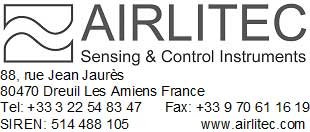 AIRLITEC
Sensing & Control Instruments
88, rue Jean Jaurès
80470 Dreuil Les Amiens France
Tel: +33 3 22 54 83 47 Fax: +33 9 70 61 16 19
SIREN: 514 488 105 www.airlitec.com